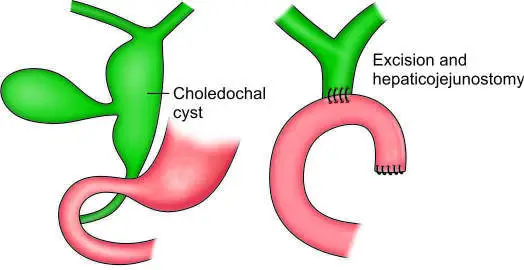 Choledochal
cyst
Excision and
hepaticojejunostomy